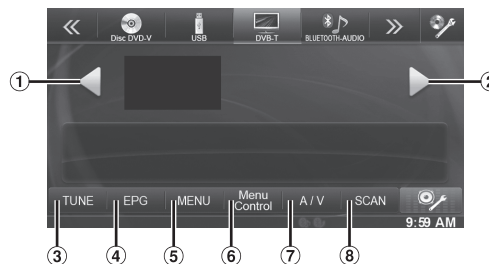 Disc DVD-V USB DVB-T BLUETOOTH-AUDIO
1 2
TUNE EPG MENU Menu Control A / V SCAN
9:59 AM
3 4 5 6 7 8